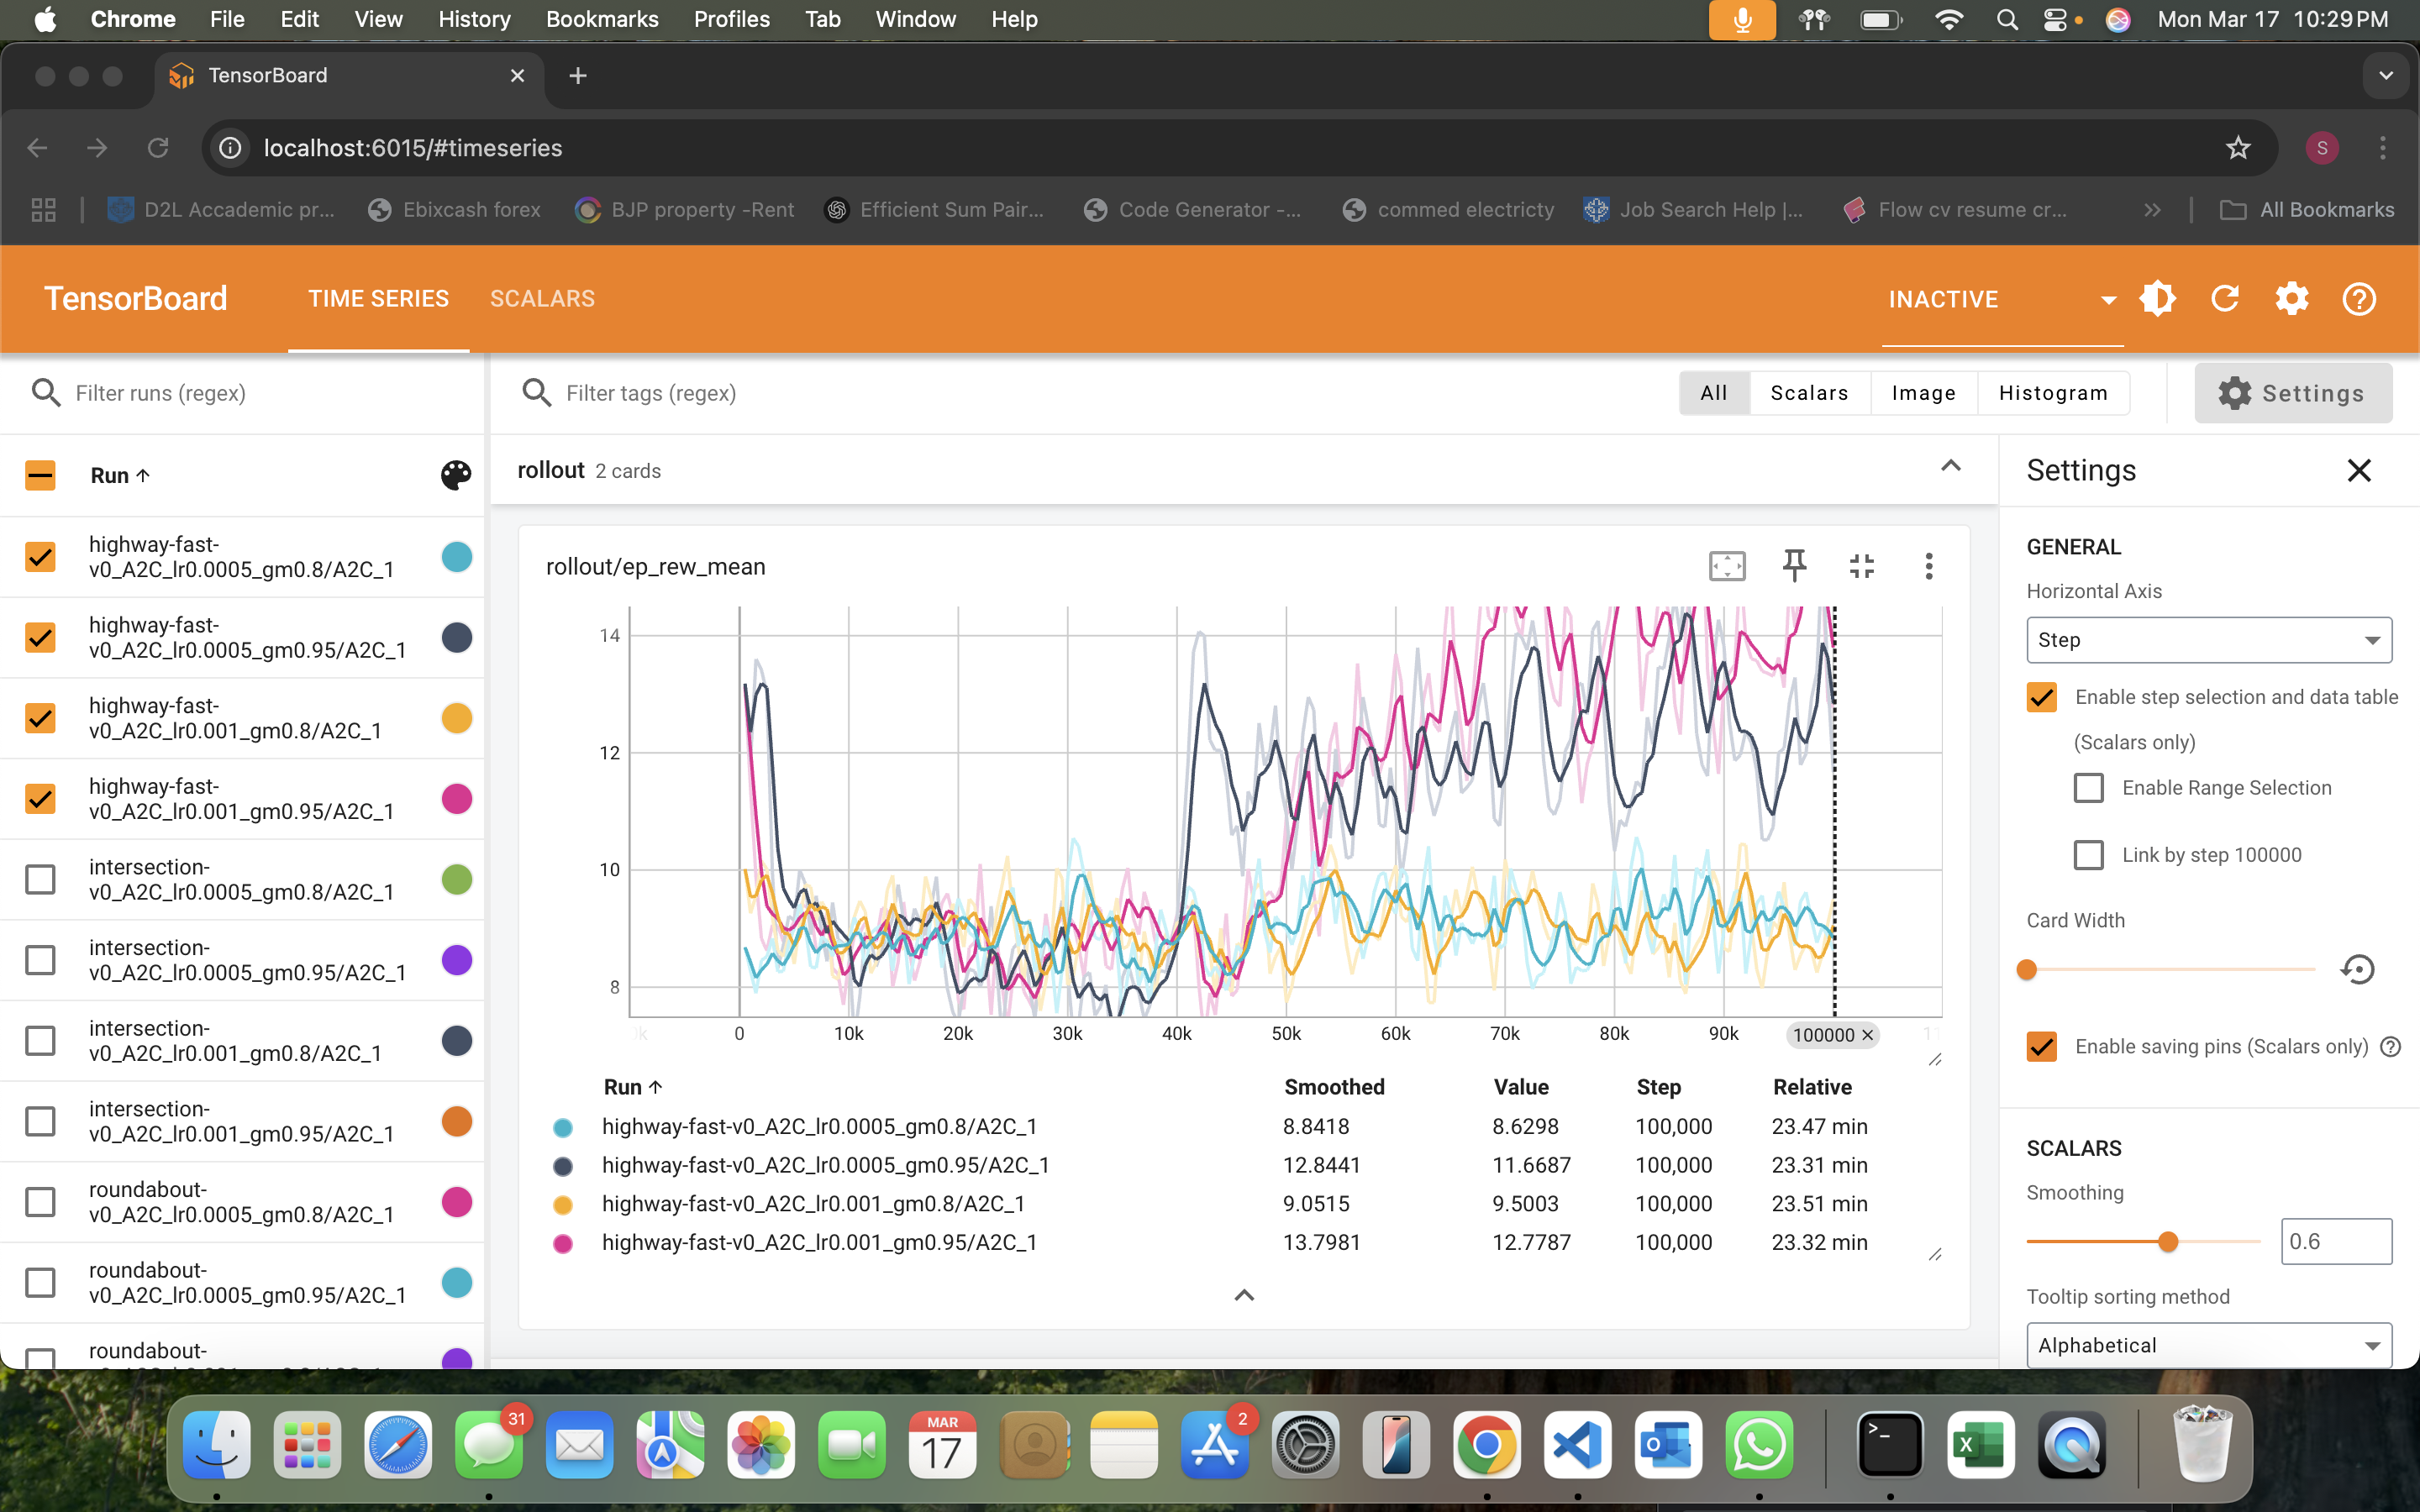 Chrome File Edit View History Bookmarks Profiles Tab Window Help Mon Mar 17 10:29 PM
TensorBoard
localhost:6015/#timeseries
S
D2L Accademic pr... Ebixcash forex BJP property -Rent Efficient Sum Pair... Code Generator -... commed electricty Job Search Help |... Flow cv resume cr... » All Bookmarks
TensorBoard TIME SERIES SCALARS INACTIVE
Filter runs (regex)
Filter tags (regex)
All Scalars Image Histogram Settings
Run ↑
highway-fast-
v0_A2C_lr0.0005_gm0.8/A2C_1
highway-fast-
v0_A2C_lr0.0005_gm0.95/A2C_1
highway-fast-
v0_A2C_lr0.001_gm0.8/A2C_1
highway-fast-
v0_A2C_lr0.001_gm0.95/A2C_1
intersection-
v0_A2C_lr0.0005_gm0.8/A2C_1
intersection-
v0_A2C_lr0.0005_gm0.95/A2C_1
intersection-
v0_A2C_lr0.001_gm0.8/A2C_1
intersection-
v0_A2C_lr0.001_gm0.95/A2C_1
roundabout-
v0_A2C_lr0.0005_gm0.8/A2C_1
roundabout-
v0_A2C_lr0.0005_gm0.95/A2C_1
roundabout-
rollout 2 cards
rollout/ep_rew_mean
14
12
10
8
0 10k 20k 30k 40k 50k 60k 70k 80k 90k 100000 ×
Run ↑ Smoothed Value Step Relative
highway-fast-v0_A2C_lr0.0005_gm0.8/A2C_1 8.8418 8.6298 100,000 23.47 min
highway-fast-v0_A2C_lr0.0005_gm0.95/A2C_1 12.8441 11.6687 100,000 23.31 min
highway-fast-v0_A2C_lr0.001_gm0.8/A2C_1 9.0515 9.5003 100,000 23.51 min
highway-fast-v0_A2C_lr0.001_gm0.95/A2C_1 13.7981 12.7787 100,000 23.32 min
Settings
GENERAL
Horizontal Axis
Step
Enable step selection and data table
(Scalars only)
Enable Range Selection
Link by step 100000
Card Width
Enable saving pins (Scalars only)
SCALARS
Smoothing
0.6
Tooltip sorting method
Alphabetical
31
MAR
17
2